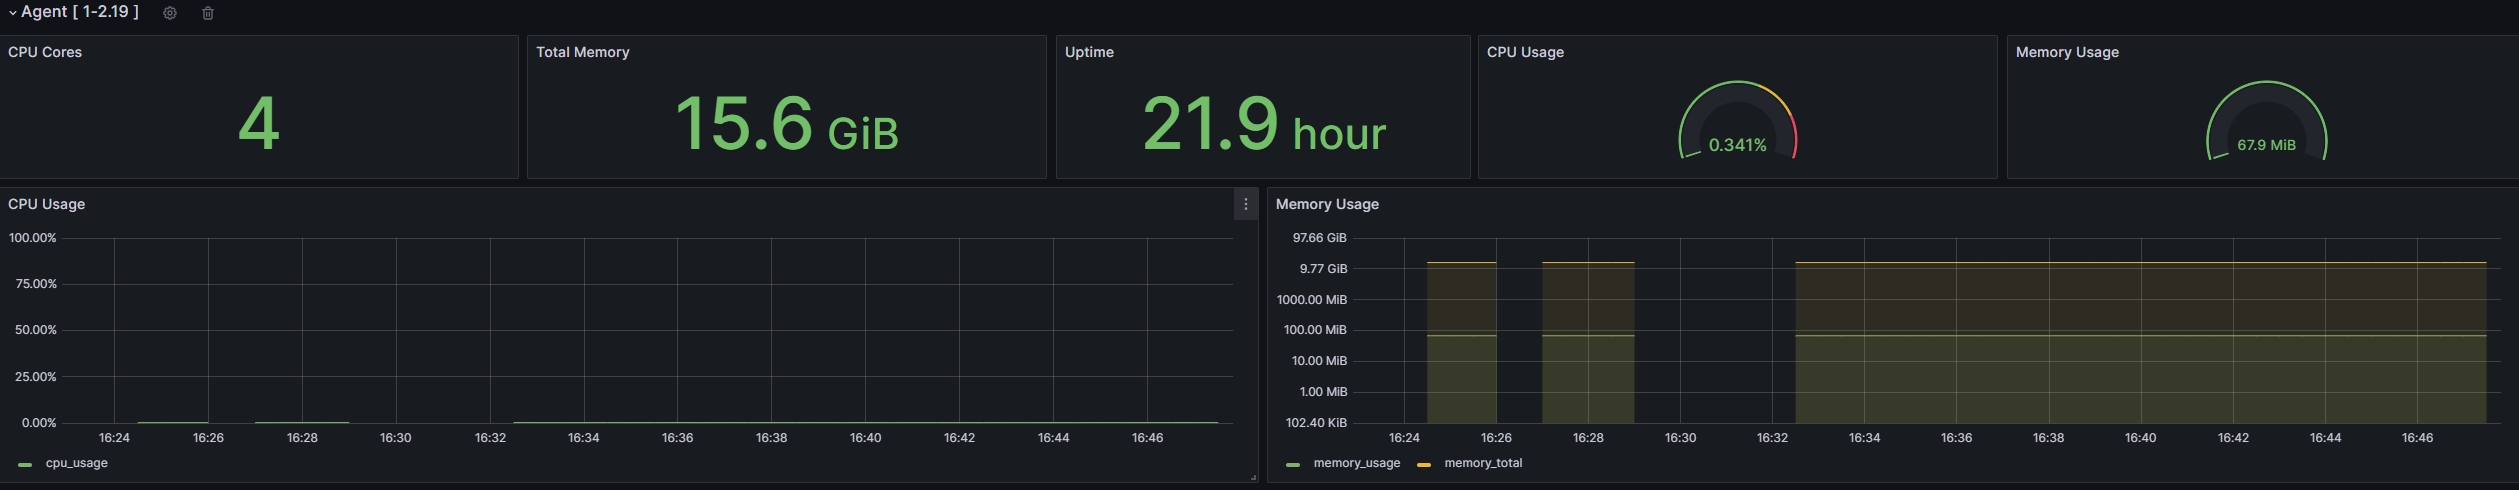 Agent [ 1-2.19 ]
CPU Cores
4
Total Memory
15.6 GiB
Uptime
21.9 hour
CPU Usage
0.341%
Memory Usage
67.9 MiB
CPU Usage
100.00%
75.00%
50.00%
25.00%
0.00%
16:24 16:26 16:28 16:30 16:32 16:34 16:36 16:38 16:40 16:42 16:44 16:46
cpu_usage
Memory Usage
97.66 GiB
9.77 GiB
1000.00 MiB
100.00 MiB
10.00 MiB
1.00 MiB
102.40 KiB
16:24 16:26 16:28 16:30 16:32 16:34 16:36 16:38 16:40 16:42 16:44 16:46
memory_usage memory_total